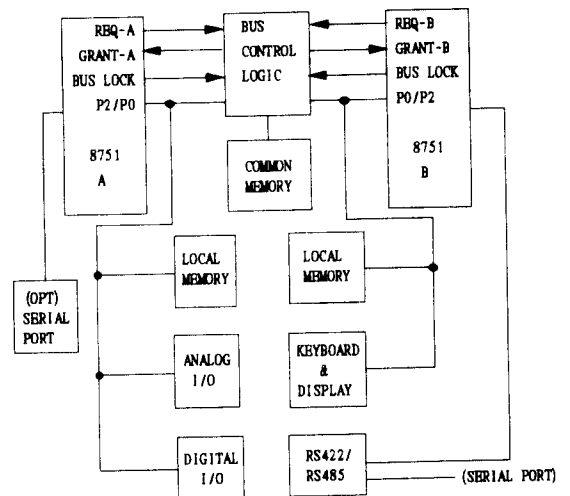 REQ-A
GRANT-A
BUS LOCK
P2/P0
8751
A
BUS
CONTROL
LOGIC
REQ-B
GRANT-B
BUS LOCK
P0/P2
8751
B
COMMON
MEMORY
LOCAL
MEMORY
LOCAL
MEMORY
(OPT)
SERIAL
PORT
ANALOG
I/O
KEYBOARD
&
DISPLAY
DIGITAL
I/O
RS422/
RS485
(SERIAL PORT)